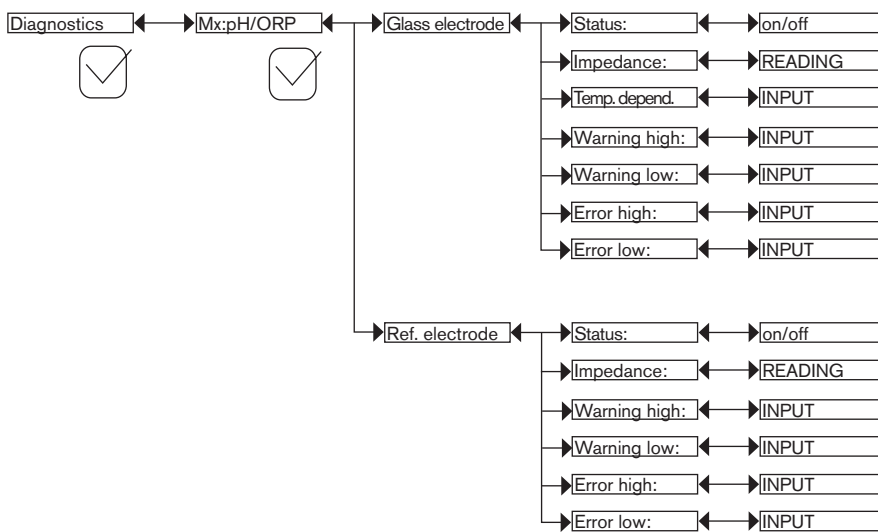 Diagnostics Mx:pH/ORP Glass electrode Status: on/off
Impedance: READING
Temp. depend. INPUT
Warning high: INPUT
Warning low: INPUT
Error high: INPUT
Error low: INPUT
Ref. electrode Status: on/off
Impedance: READING
Warning high: INPUT
Warning low: INPUT
Error high: INPUT
Error low: INPUT